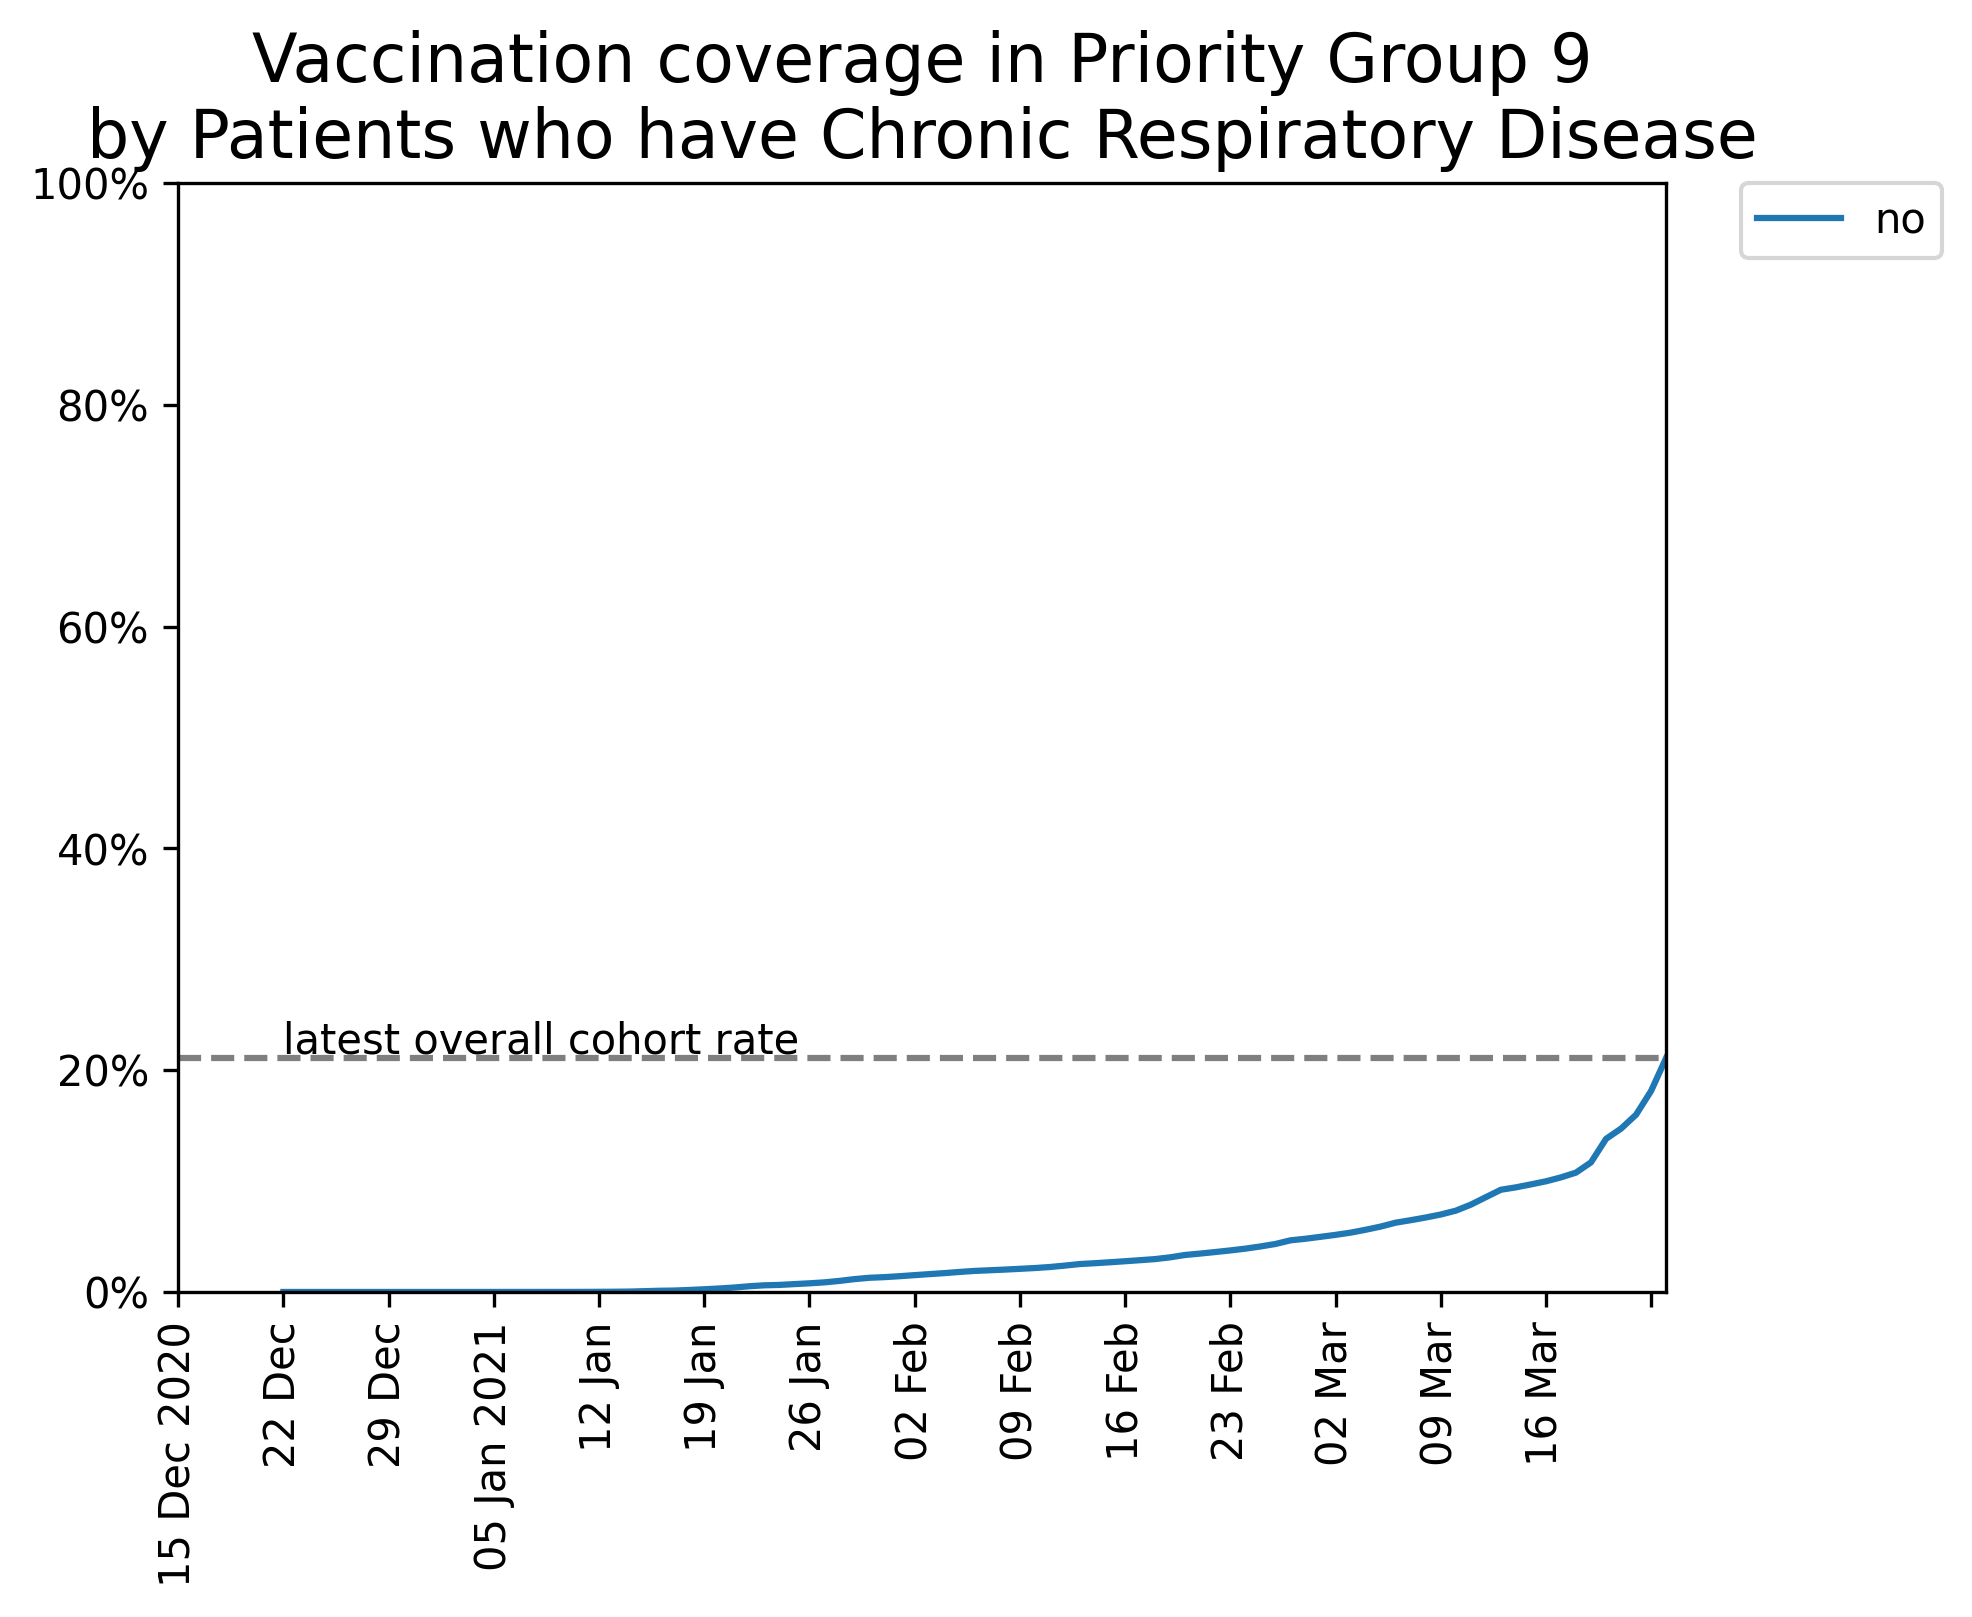 Vaccination coverage in Priority Group 9
by Patients who have Chronic Respiratory Disease
100%
80%
60%
40%
20%
0%
no
latest overall cohort rate
15 Dec 2020
22 Dec
29 Dec
05 Jan 2021
12 Jan
19 Jan
26 Jan
02 Feb
09 Feb
16 Feb
23 Feb
02 Mar
09 Mar
16 Mar